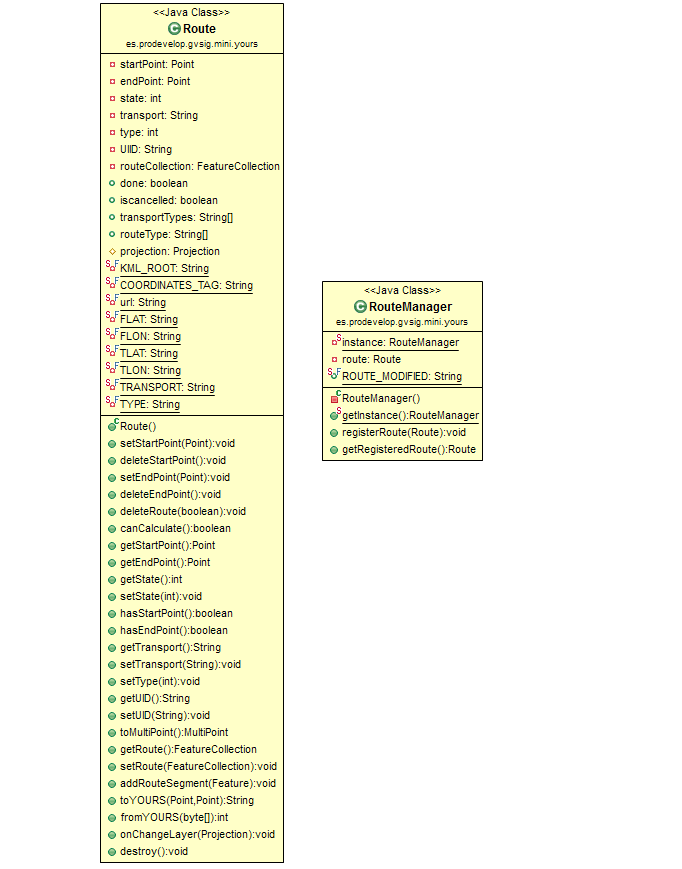 <<Java Class>>
Route
es.prodevelop.gvsig.mini.yours
startPoint: Point
endPoint: Point
state: int
transport: String
type: int
UIID: String
routeCollection: FeatureCollection
done: boolean
iscancelled: boolean
transportTypes: String[]
routeType: String[]
projection: Projection
KML_ROOT: String
COORDINATES_TAG: String
url: String
FLAT: String
FLON: String
TLAT: String
TLON: String
TRANSPORT: String
TYPE: String
Route()
setStartPoint(Point):void
deleteStartPoint():void
setEndPoint(Point):void
deleteEndPoint():void
deleteRoute(boolean):void
canCalculate():boolean
getStartPoint():Point
getEndPoint():Point
getState():int
setState(int):void
hasStartPoint():boolean
hasEndPoint():boolean
getTransport():String
setTransport(String):void
setType(int):void
getUID():String
setUID(String):void
toMultiPoint():MultiPoint
getRoute():FeatureCollection
setRoute(FeatureCollection):void
addRouteSegment(Feature):void
toYOURS(Point,Point):String
fromYOURS(byte[]):int
onChangeLayer(Projection):void
destroy():void
<<Java Class>>
RouteManager
es.prodevelop.gvsig.mini.yours
instance: RouteManager
route: Route
ROUTE_MODIFIED: String
RouteManager()
getInstance():RouteManager
registerRoute(Route):void
getRegisteredRoute():Route